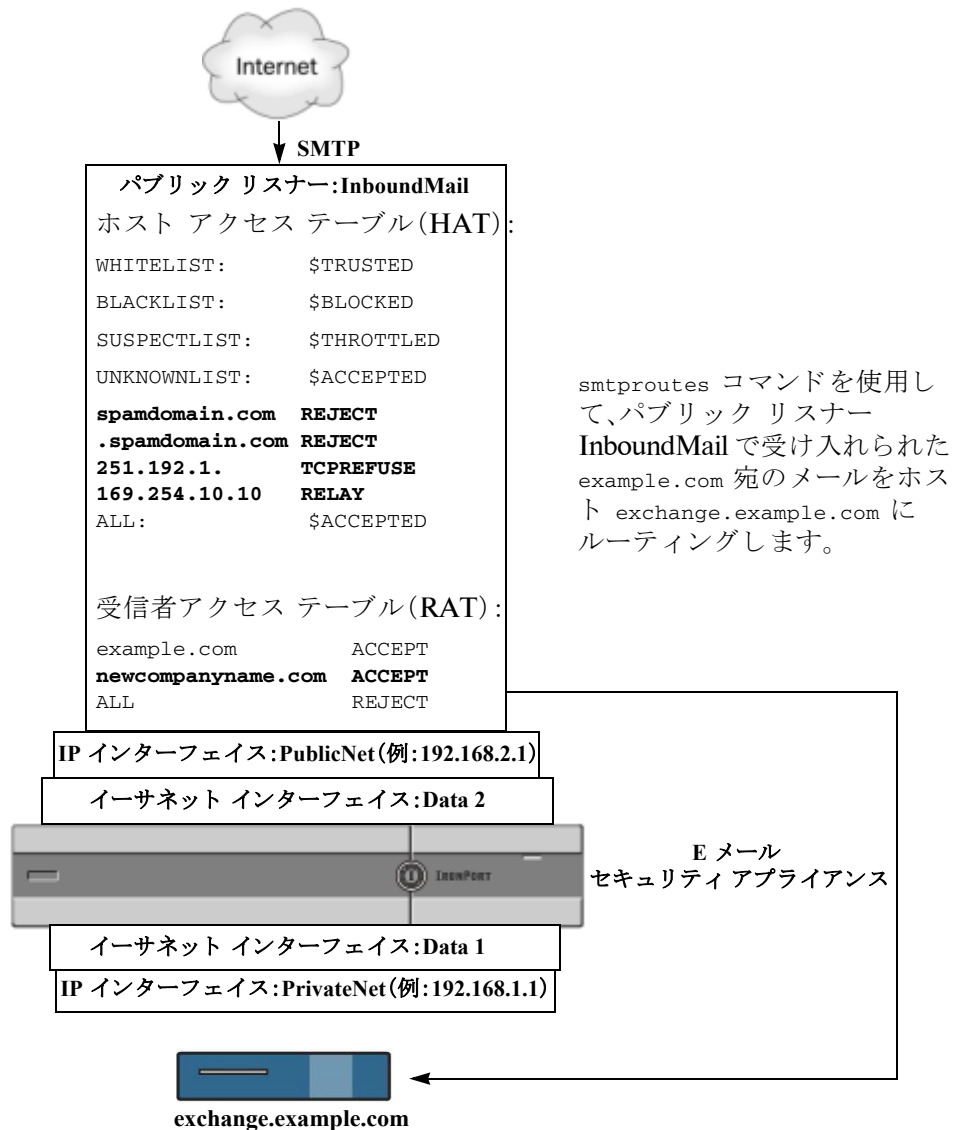 Internet
SMTP
パブリック リスナー:InboundMail
ホスト アクセス テーブル(HAT):
WHITELIST: $TRUSTED
BLACKLIST: $BLOCKED
SUSPECTLIST: $THROTTLED
UNKNOWNLIST: $ACCEPTED
spamdomain.com REJECT
.spamdomain.com REJECT
251.192.1. TCPREFUSE
169.254.10.10 RELAY
ALL: $ACCEPTED
受信者アクセス テーブル(RAT):
example.com ACCEPT
newcompanyname.com ACCEPT
ALL REJECT
smtproutes コマンドを使用し
て、パブリック リスナー
InboundMail で受け入れられた
example.com 宛のメールをホス
ト exchange.example.com に
ルーティングします。
IP インターフェイス:PublicNet(例:192.168.2.1)
イーサネット インターフェイス:Data 2
IRONPORT
E メール
セキュリティ アプライアンス
イーサネット インターフェイス:Data 1
IP インターフェイス:PrivateNet(例:192.168.1.1)
exchange.example.com